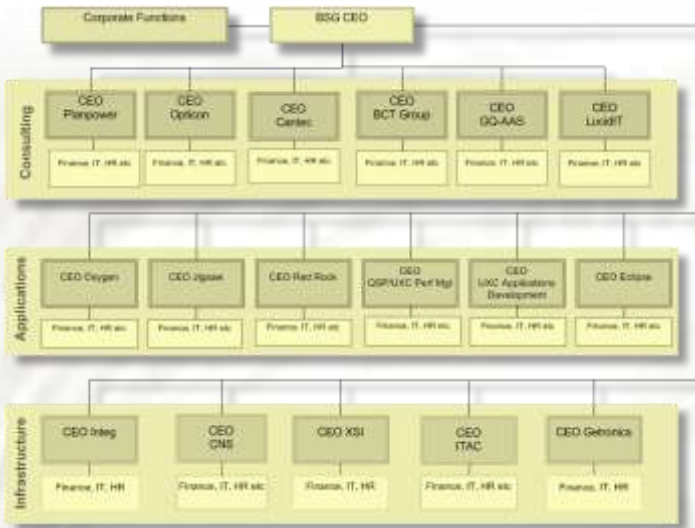 Corporate Functions
BSG CEO
Consulting
CEO
Planpower
CEO
Opticon
CEO
Cantec
CEO
BCT Group
CEO
GQ-AAS
CEO
LucidIT
Finance, IT, HR etc
Finance, IT, HR etc
Finance, IT, HR etc
Finance, IT, HR etc
Finance, IT, HR etc
Finance, IT, HR etc
Applications
CEO Oxygen
CEO Jigsaw
CEO Red Rock
CEO
QSP/UXC Perf Mgt
CEO
UXC Applications
Development
CEO Eclipse
Finance, IT, HR etc
Finance, IT, HR etc
Finance, IT, HR etc
Finance, IT, HR etc
Finance, IT, HR etc
Finance, IT, HR etc
Infrastructure
CEO Integ
CEO
CNS
CEO XSI
CEO
ITAC
CEO Getronics
Finance, IT, HR
Finance, IT, HR etc
Finance, IT, HR
Finance, IT, HR etc
Finance, IT, HR